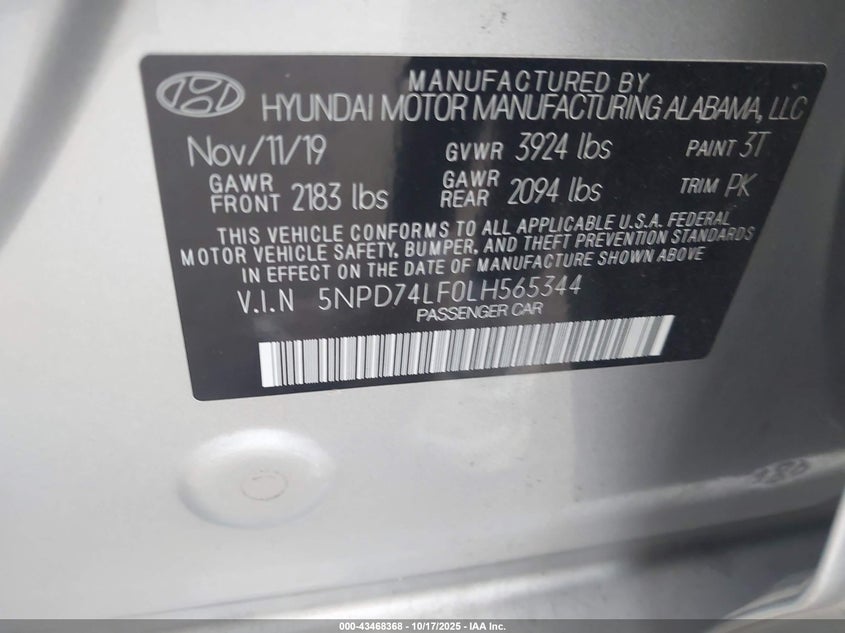 MANUFACTURED BY
HYUNDAI MOTOR MANUFACTURING ALABAMA, LLC
Nov/11/19 GVWR 3924 lbs PAINT 3T
GAWR FRONT 2183 lbs GAWR REAR 2094 lbs TRIM PK
THIS VEHICLE CONFORMS TO ALL APPLICABLE U.S.A. FEDERAL
MOTOR VEHICLE SAFETY, BUMPER, AND THEFT PREVENTION STANDARDS
IN EFFECT ON THE DATE OF MANUFACTURE SHOWN ABOVE
V.I.N 5NPD74LF0LH565344
PASSENGER CAR
000-43468368 | 10/17/2025 - IAA Inc.